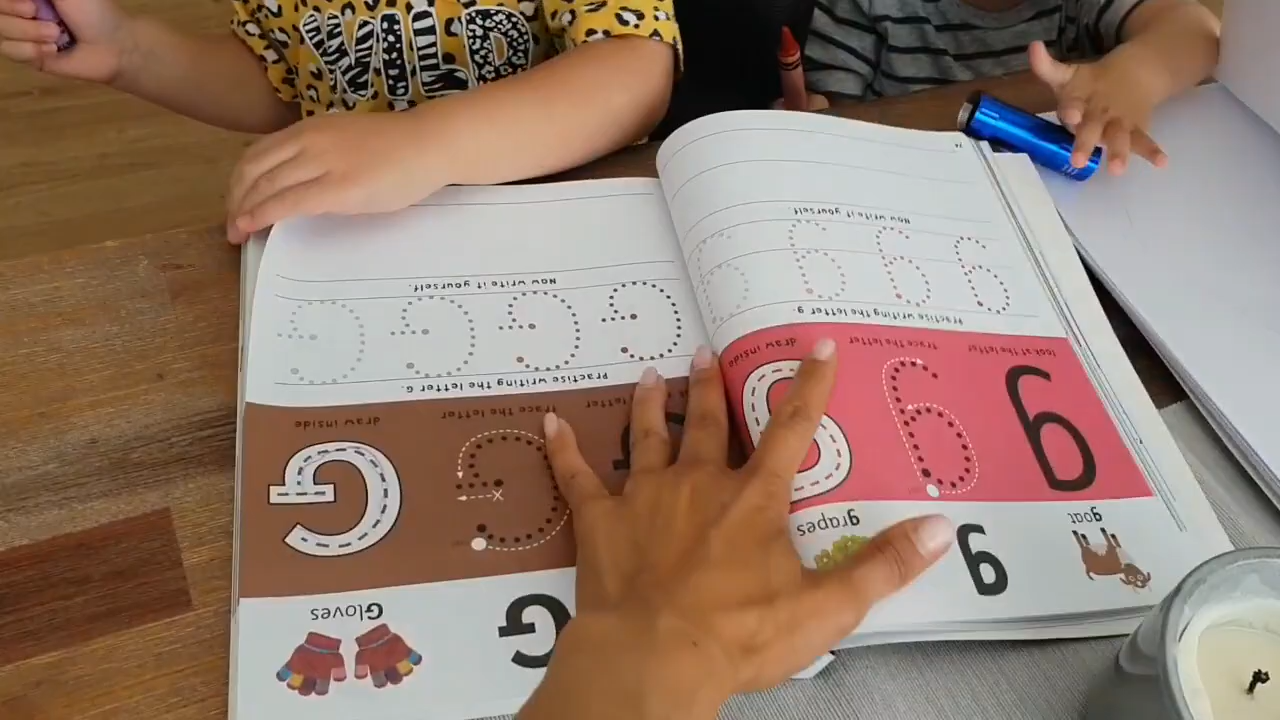 WILD
goat g grapes
look at the letter trace the letter draw inside
g g g
Practise writing the letter g.
g g g g
Now write it yourself.
G Gloves
letter trace the letter draw inside
G G G
Practise writing the letter G.
G G G G
Now write it yourself.